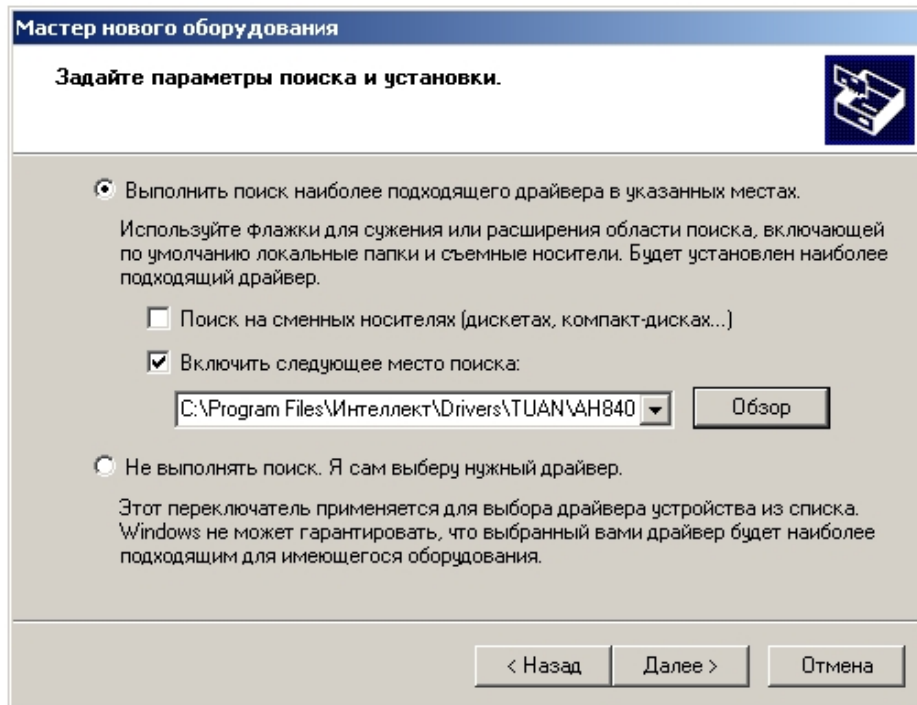 Мастер нового оборудования
Задайте параметры поиска и установки.
Выполнить поиск наиболее подходящего драйвера в указанных местах.
Используйте флажки для сужения или расширения области поиска, включающей
по умолчанию локальные папки и съемные носители. Будет установлен наиболее
подходящий драйвер.
Поиск на сменных носителях (дискетах, компакт-дисках...)
Включить следующее место поиска:
C:\Program Files\Интеллект\Drivers\TUAN\AH840
Обзор
Не выполнять поиск. Я сам выберу нужный драйвер.
Этот переключатель применяется для выбора драйвера устройства из списка.
Windows не может гарантировать, что выбранный вами драйвер будет наиболее
подходящим для имеющегося оборудования.
< Назад Далее > Отмена